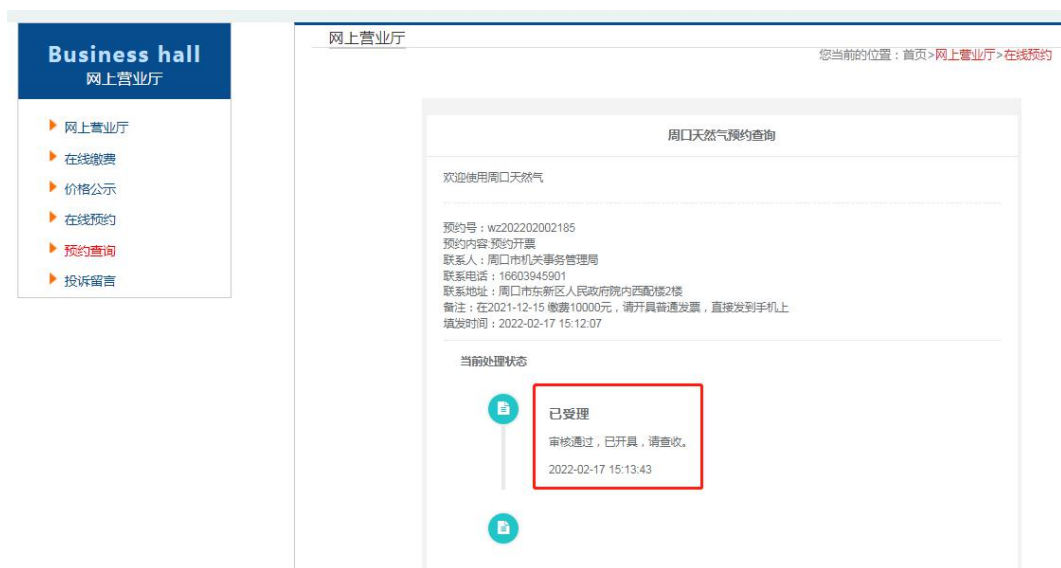 Business hall
网上营业厅
网上营业厅
在线缴费
价格公示
在线预约
预约查询
投诉留言
网上营业厅
您当前的位置：首页>网上营业厅>在线预约
周口天然气预约查询
欢迎使用周口天然气
预约号：wz202202002185
预约内容:预约开票
联系人：周口市机关事务管理局
联系电话：16603945901
联系地址：周口市东新区人民政府院内西配楼2楼
备注：在2021-12-15 缴费10000元，请开具普通发票，直接发到手机上
填发时间：2022-02-17 15:12:07
当前处理状态
已受理
审核通过，已开具，请查收。
2022-02-17 15:13:43